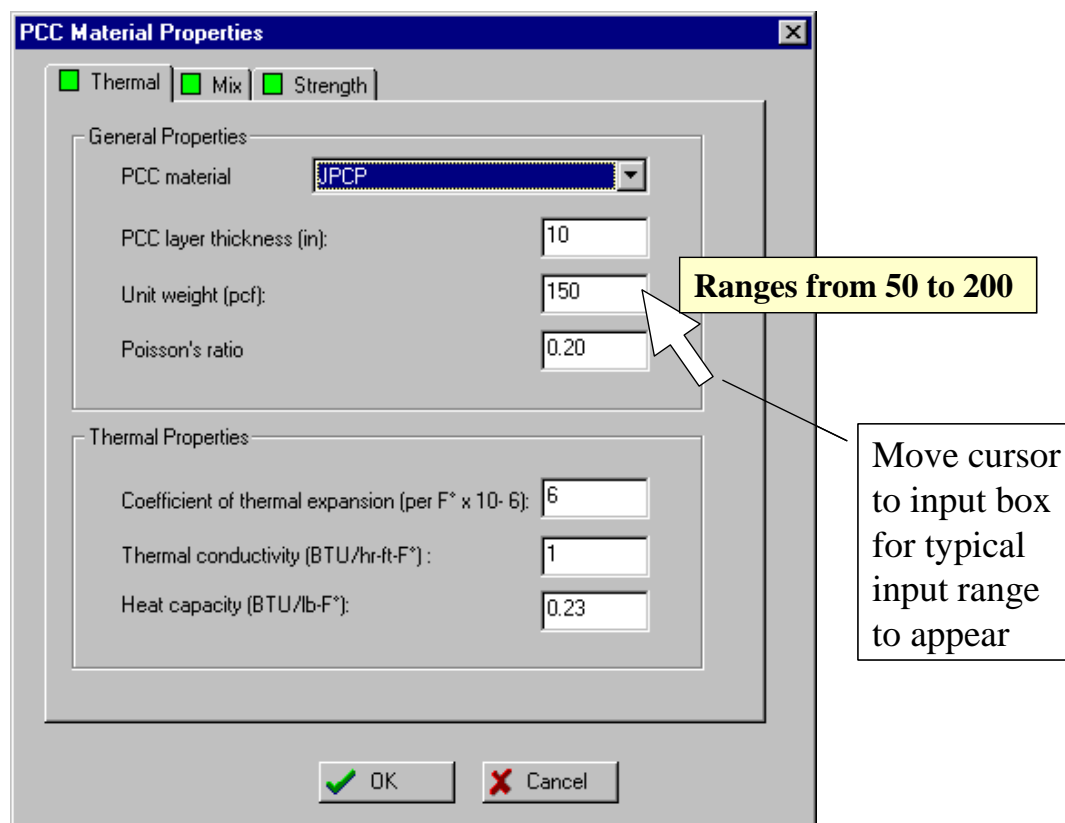 PCC Material Properties
Thermal Mix Strength
General Properties
PCC material JPCP
PCC layer thickness (in): 10
Unit weight (pcf): 150
Ranges from 50 to 200
Poisson's ratio 0.20
Move cursor
to input box
for typical
input range
to appear
Thermal Properties
Coefficient of thermal expansion (per F° x 10- 6): 6
Thermal conductivity (BTU/hr-ft-F°) : 1
Heat capacity (BTU/lb-F°): 0.23
OK Cancel